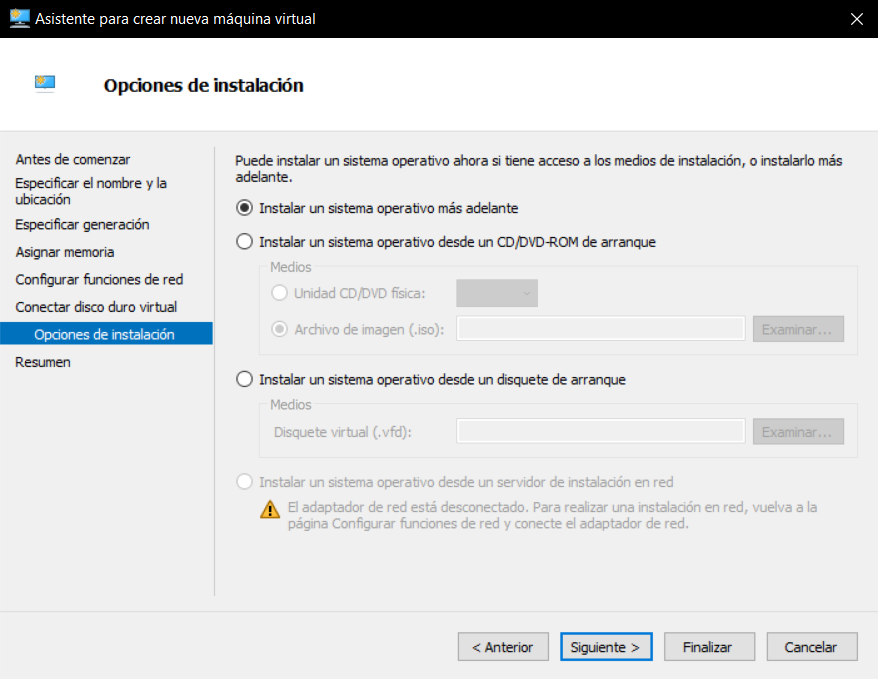 Asistente para crear nueva máquina virtual
Opciones de instalación
Antes de comenzar
Especificar el nombre y la
ubicación
Especificar generación
Asignar memoria
Configurar funciones de red
Conectar disco duro virtual
Opciones de instalación
Resumen
Puede instalar un sistema operativo ahora si tiene acceso a los medios de instalación, o instalarlo más
adelante.
Instalar un sistema operativo más adelante
Instalar un sistema operativo desde un CD/DVD-ROM de arranque
Medios
Unidad CD/DVD física:
Archivo de imagen (.iso):
Examinar...
Instalar un sistema operativo desde un disquete de arranque
Medios
Disquete virtual (.vfd):
Examinar...
Instalar un sistema operativo desde un servidor de instalación en red
El adaptador de red está desconectado. Para realizar una instalación en red, vuelva a la
página Configurar funciones de red y conecte el adaptador de red.
< Anterior
Siguiente >
Finalizar
Cancelar